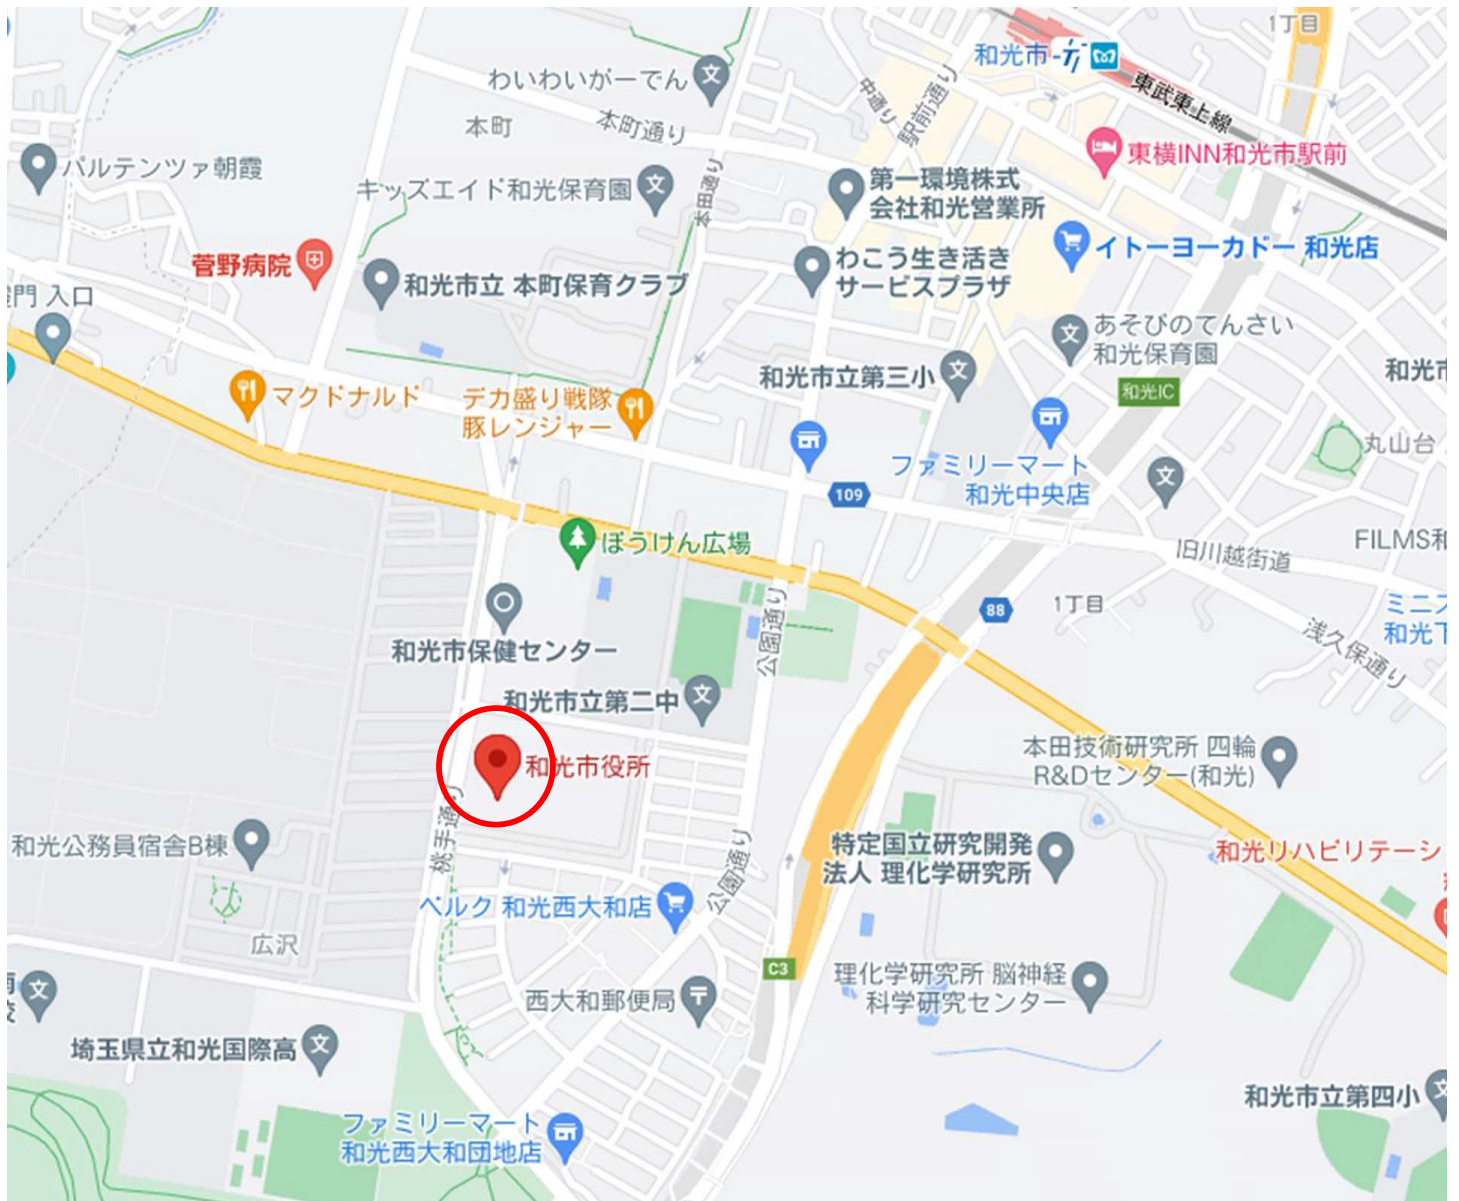 1丁目
和光市
東武東上線
わいわいがーでん
中通り
駅前通り
本町
本町通り
東横INN和光市駅前
パルテンツァ朝霞
キッズエイド和光保育園
本田通り
第一環境株式
会社和光営業所
菅野病院
和光市立 本町保育クラブ
わこう生き活き
サービスプラザ
イトーヨーカドー 和光店
門 入口
あそびのてんさい
和光保育園
和光市
和光IC
マクドナルド
デカ盛り戦隊
豚レンジャー
和光市立第三小
丸山台
ファミリーマート
和光中央店
109
ぼうけん広場
旧川越街道
FILMS和
88
1丁目
ミニス
和光下
浅久保通り
公園通り
和光市保健センター
和光市立第二中
和光市役所
本田技術研究所 四輪
R&Dセンター(和光)
桃手通り
和光公務員宿舎B棟
公園通り
特定国立研究開発
法人 理化学研究所
和光リハビリテーシ
ベルク 和光西大和店
広沢
C3
理化学研究所 脳神経
科学研究センター
西大和郵便局
埼玉県立和光国際高
和光市立第四小
ファミリーマート
和光西大和団地店